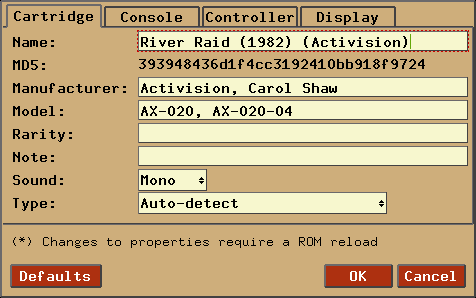 Cartridge Console Controller Display
Name: River Raid (1982) (Activision)
MD5: 393948436d1f4cc3192410bb918f9724
Manufacturer: Activision, Carol Shaw
Model: AX-020, AX-020-04
Rarity:
Note:
Sound: Mono
Type: Auto-detect
(*) Changes to properties require a ROM reload
Defaults OK Cancel